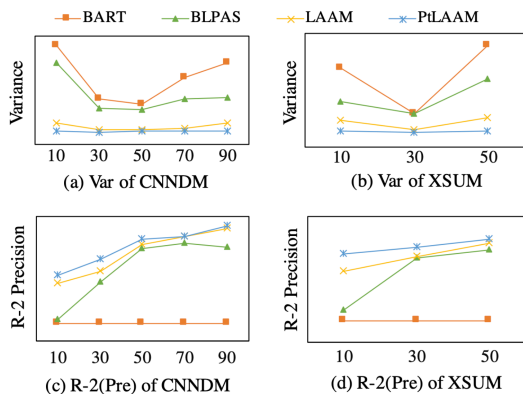 BART BLPAS LAAM PtLAAM
Variance
10 30 50 70 90
(a) Var of CNNDM
Variance
10 30 50
(b) Var of XSUM
R-2 Precision
10 30 50 70 90
(c) R-2(Pre) of CNNDM
R-2 Precision
10 30 50
(d) R-2(Pre) of XSUM